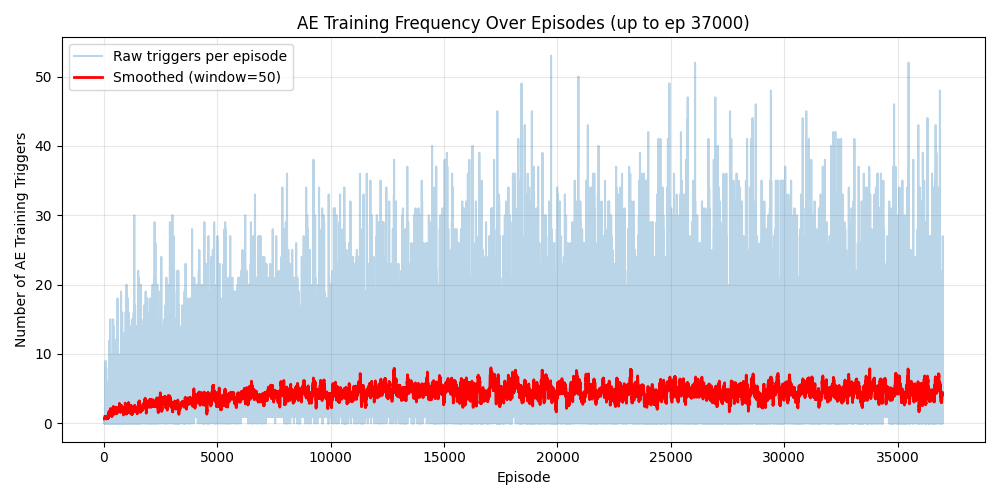 AE Training Frequency Over Episodes (up to ep 37000)
Raw triggers per episode
Smoothed (window=50)
Number of AE Training Triggers
50
40
30
20
10
0
0 5000 10000 15000 20000 25000 30000 35000
Episode